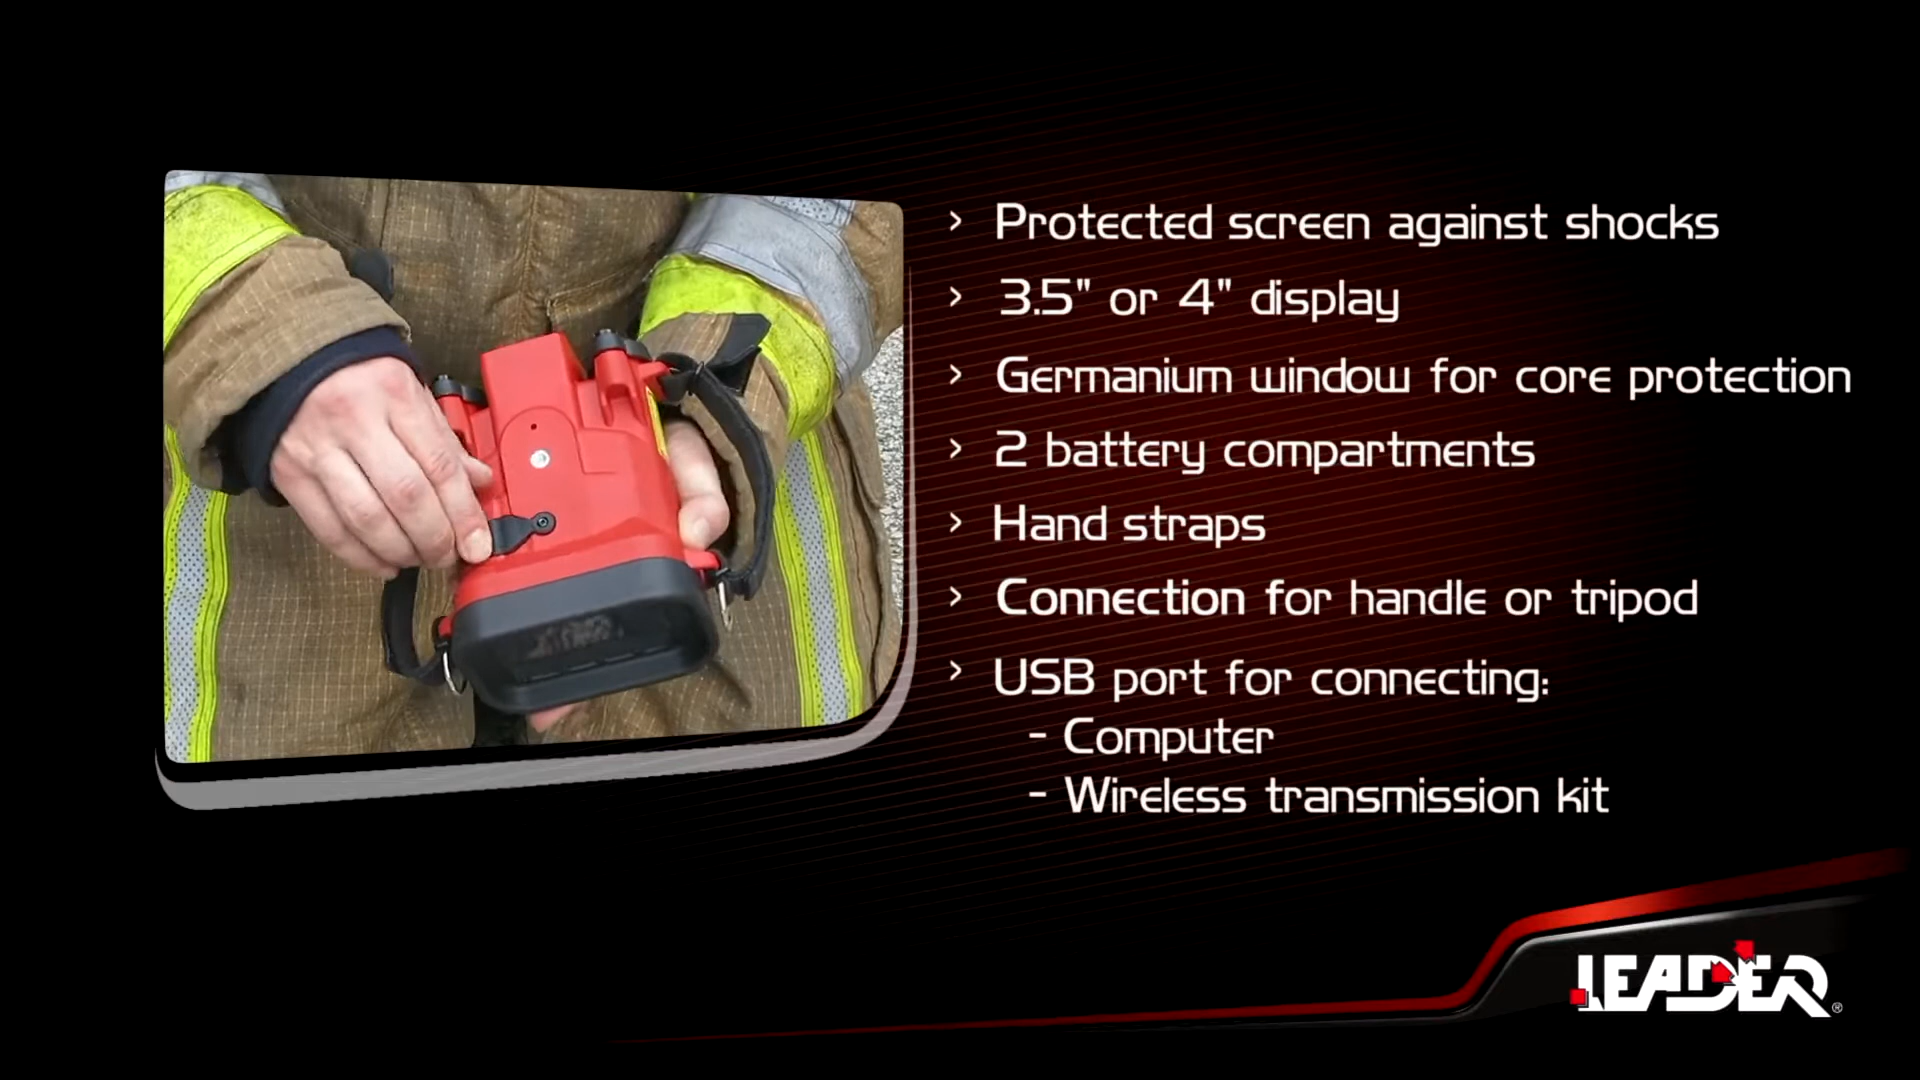 > Protected screen against shocks
> 3.5" or 4" display
> Germanium window for core protection
> 2 battery compartments
> Hand straps
> Connection for handle or tripod
> USB port for connecting:
- Computer
- Wireless transmission kit
LEADER®